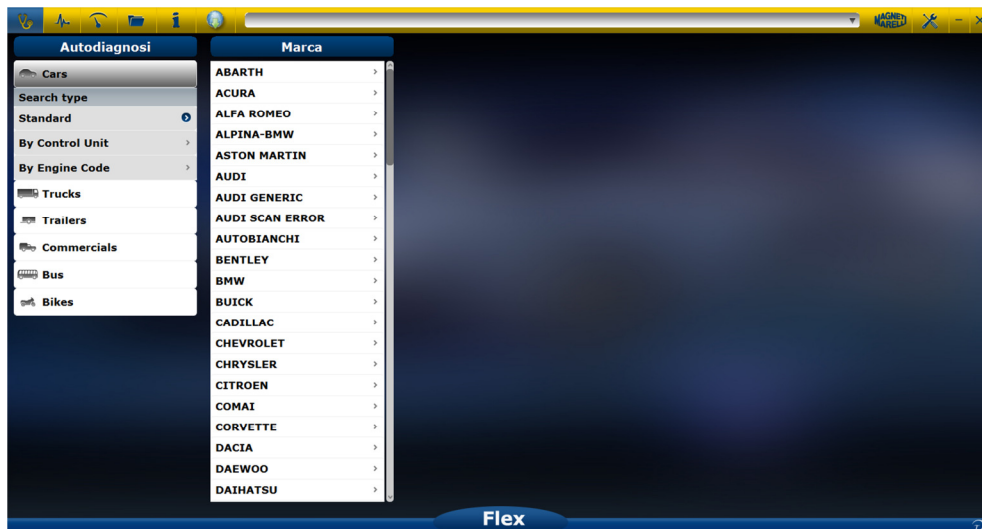 MAGNETI
MARELLI
Autodiagnosi
Cars
Search type
Standard
By Control Unit
By Engine Code
Trucks
Trailers
Commercials
Bus
Bikes
Marca
ABARTH
ACURA
ALFA ROMEO
ALPINA-BMW
ASTON MARTIN
AUDI
AUDI GENERIC
AUDI SCAN ERROR
AUTOBIANCHI
BENTLEY
BMW
BUICK
CADILLAC
CHEVROLET
CHRYSLER
CITROEN
COMAI
CORVETTE
DACIA
DAEWOO
DAIHATSU
Flex